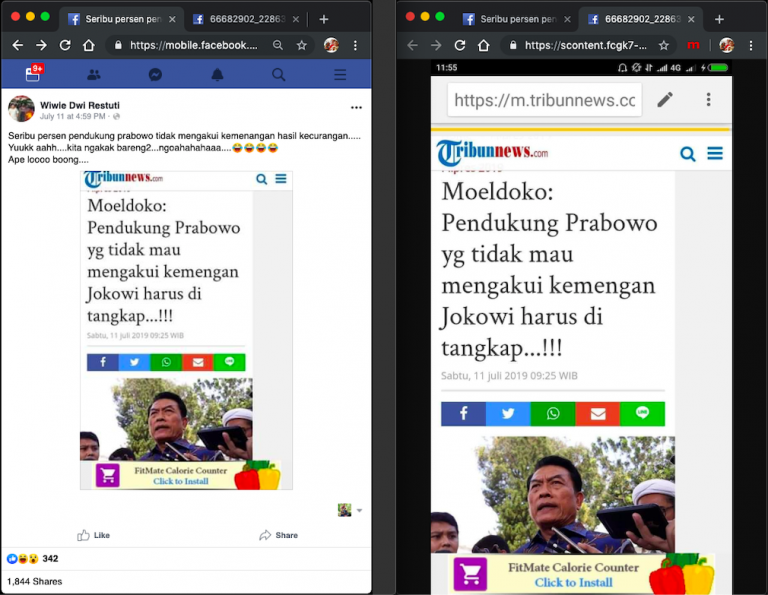 Seribu persen pen
66682902_22863
https://mobile.facebook....
9+
Wiwie Dwi Restuti
July 11 at 4:59 PM
Seribu persen pendukung prabowo tidak mengakui kemenangan hasil kecurangan.....
Yuukk aahh....kita ngakak bareng2...ngoahahahaaa....😂😂😂😂
Ape loooo boong....
Tribunnews.com
Moeldoko:
Pendukung Prabowo
yg tidak mau
mengakui kemengan
Jokowi harus di
tangkap...!!!
Sabtu, 11 juli 2019 09:25 WIB
FitMate Calorie Counter
Click to Install
Like
Share
342
1,844 Shares
Seribu persen pen
66682902_22863
https://scontent.fcgk7-...
m
11:55
4G
https://m.tribunnews.cc
Tribunnews.com
Moeldoko:
Pendukung Prabowo
yg tidak mau
mengakui kemengan
Jokowi harus di
tangkap...!!!
Sabtu, 11 juli 2019 09:25 WIB
LINE
FitMate Calorie Counter
Click to Install